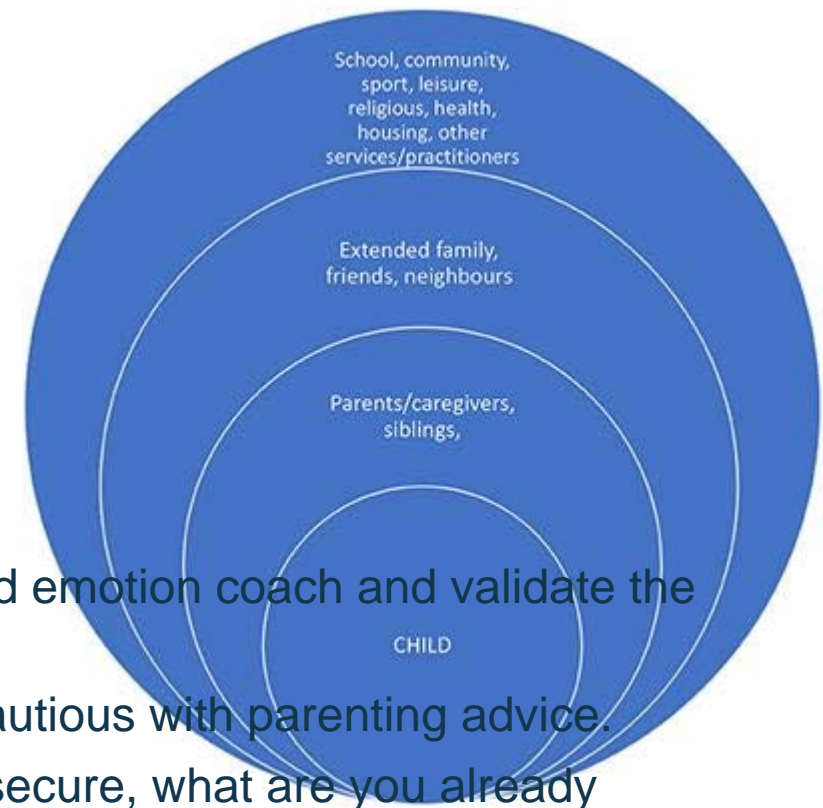 School, community,
sport, leisure,
religious, health,
housing, other
services/practitioners
Extended family,
friends, neighbours
Parents/caregivers,
siblings,
d emotion coach and validate the
CHILD
autious with parenting advice.
secure, what are you already